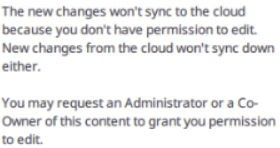 The new changes won't sync to the cloud
because you don't have permission to edit.
New changes from the cloud won't sync down
either.
You may request an Administrator or a Co-
Owner of this content to grant you permission
to edit.